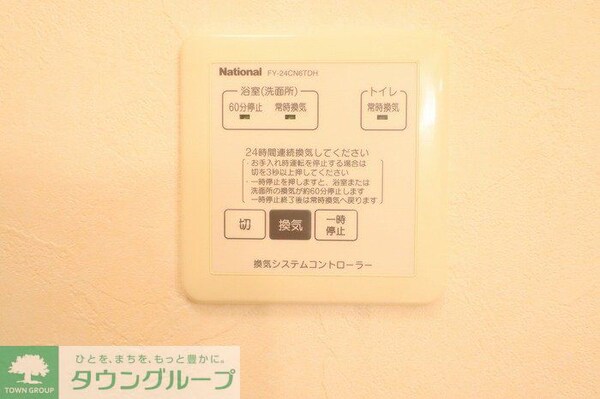 National FY-24CN6TDH
浴室(洗面所)
トイレ
60分停止 常時換気
常時換気
24時間連続換気してください
・お手入れ時運転を停止する場合は
切を3秒以上押してください
・一時停止を押しますと、浴室または
洗面所の換気が約60分停止します
一時停止終了後は常時換気へ戻ります
切
換気
一時
停止
換気システムコントローラー
TOWN GROUP
ひとを、まちを、もっと豊かに。
タウングループ